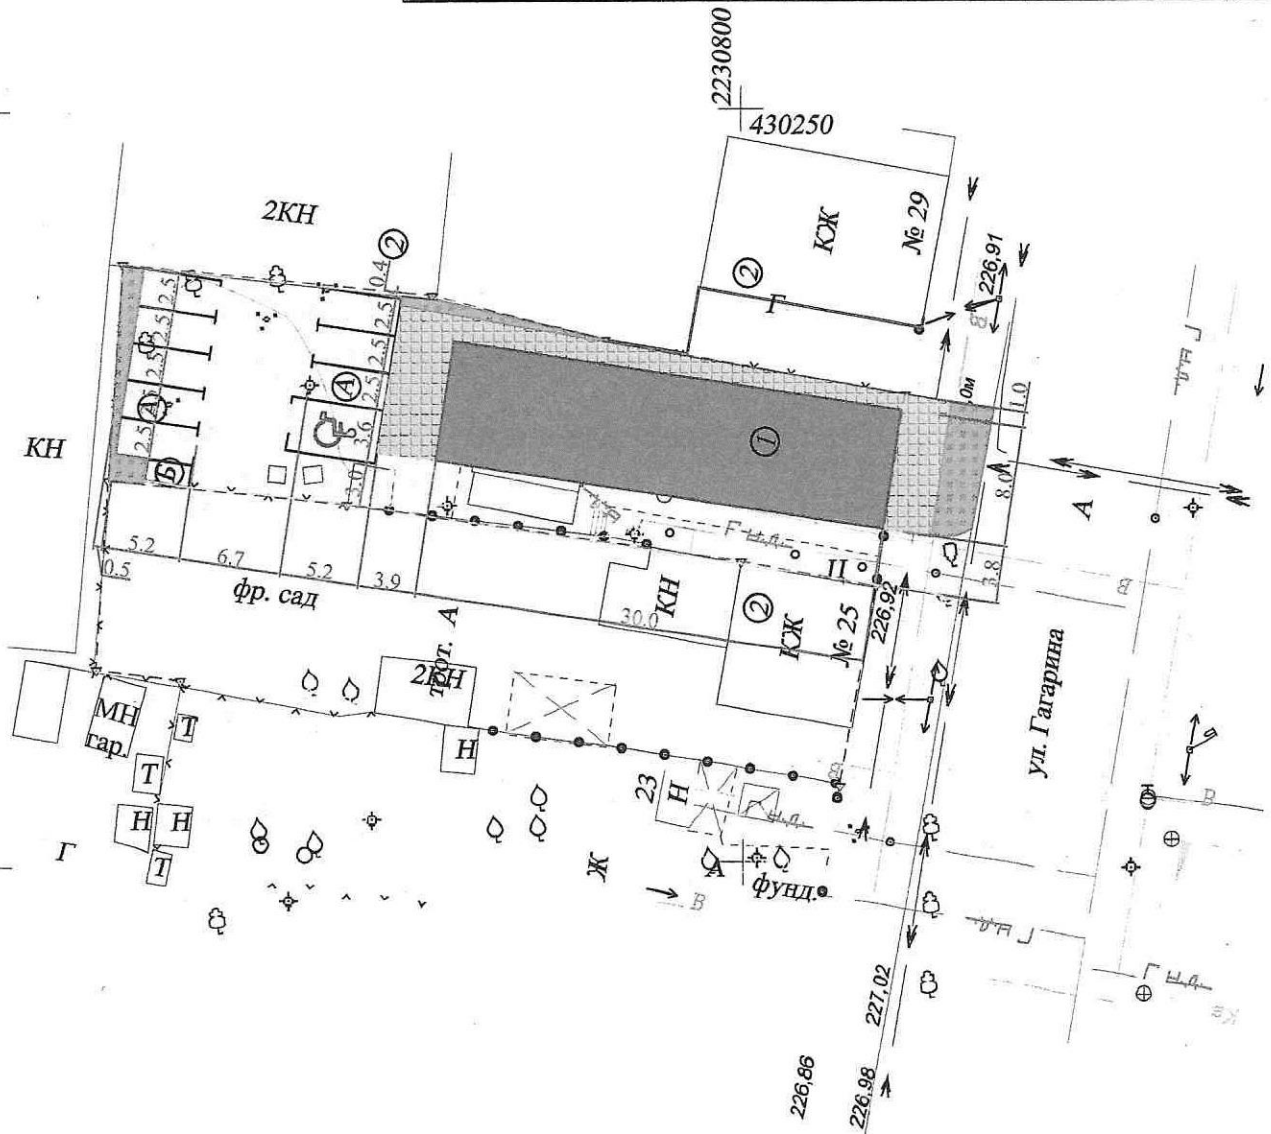 2230800
430250
2КН
2
0.4
КЖ
№ 29
2
Г
226,91
В
Г н.д.
2.5
2.5
2.5
2.5
А
Б
2.5
2.5
2.5
А
3.6
3.0
1
1.0
8.0
А
КН
5.2
6.7
5.2
3.9
0.5
фр. сад
А
30.0
КН
2
КЖ
№ 25
II
Г н.д.
226,92
3.8
В
ул. Гагарина
2КН
МН
гар.
Т
Т
Н
Н
Т
Н
23
Н
н.д.
Г
Ж
В
А
фунд.
В
Г н.д.
Г н.д.
227,02
226,86
226,98